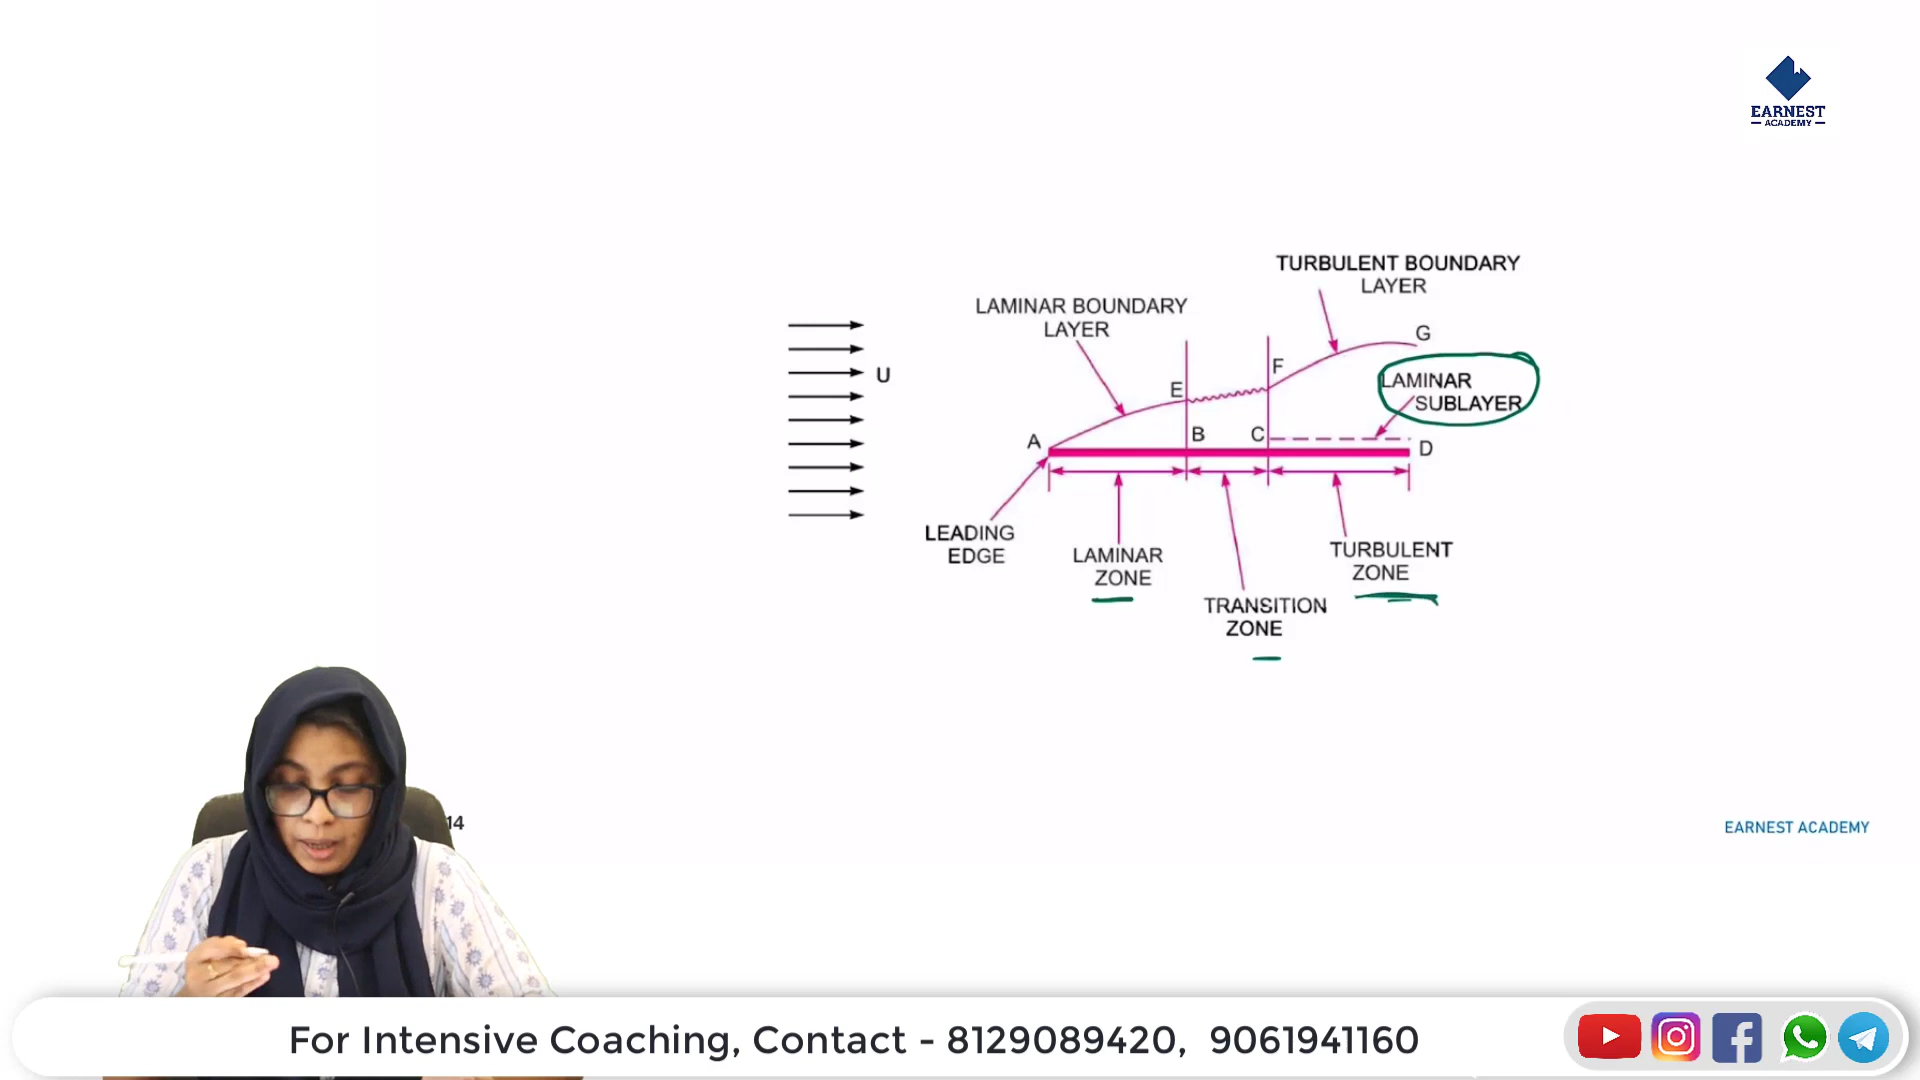 EARNEST
ACADEMY
TURBULENT BOUNDARY
LAYER
LAMINAR BOUNDARY
LAYER
G
F
U
E
LAMINAR
SUBLAYER
A
B
C
D
LEADING
EDGE
LAMINAR
ZONE
TURBULENT
ZONE
TRANSITION
ZONE
14
EARNEST ACADEMY
For Intensive Coaching, Contact - 8129089420, 9061941160